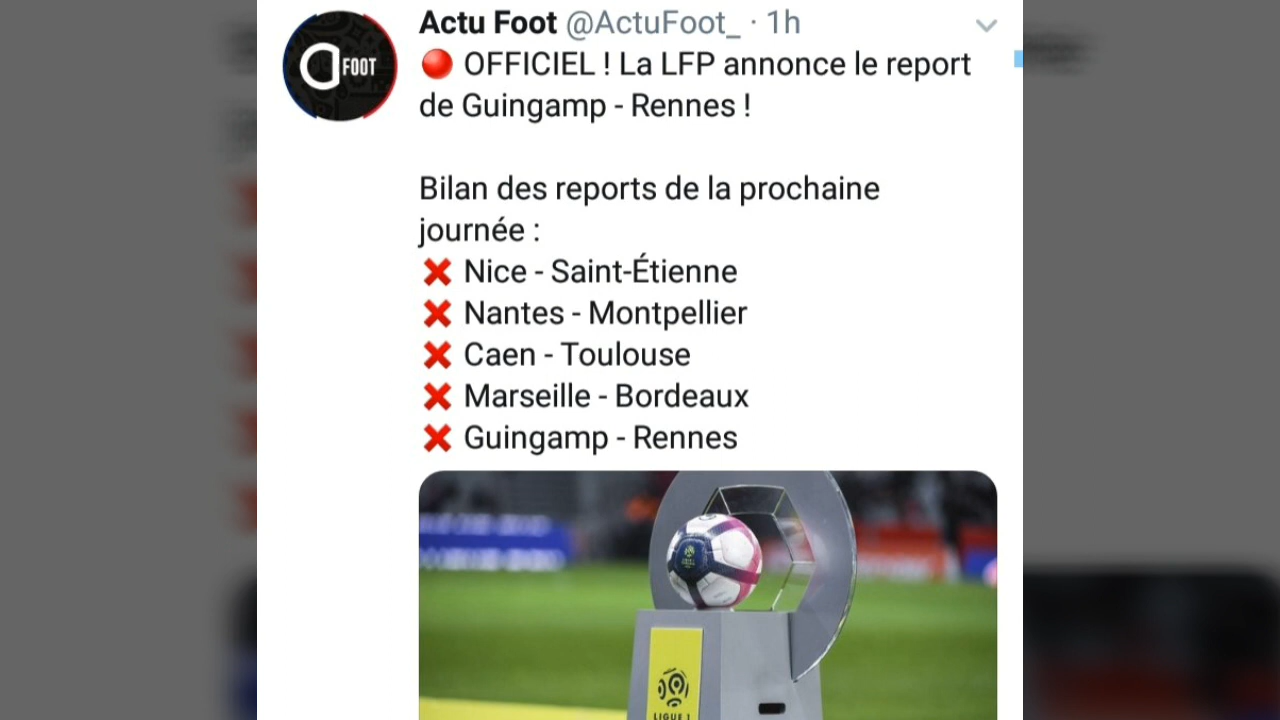 Actu Foot @ActuFoot_ · 1h
🔴 OFFICIEL ! La LFP annonce le report
de Guingamp - Rennes !
Bilan des reports de la prochaine
journée :
❌ Nice - Saint-Étienne
❌ Nantes - Montpellier
❌ Caen - Toulouse
❌ Marseille - Bordeaux
❌ Guingamp - Rennes
FOOT
LIGUE 1